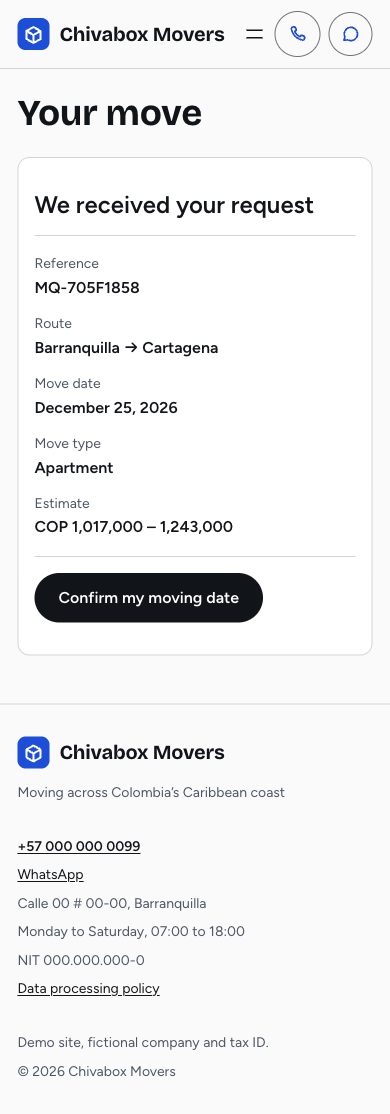 Chivabox Movers
Your move
We received your request
Reference
MQ-705F1858
Route
Barranquilla → Cartagena
Move date
December 25, 2026
Move type
Apartment
Estimate
COP 1,017,000 – 1,243,000
Confirm my moving date
Chivabox Movers
Moving across Colombia’s Caribbean coast
+57 000 000 0099
WhatsApp
Calle 00 # 00-00, Barranquilla
Monday to Saturday, 07:00 to 18:00
NIT 000.000.000-0
Data processing policy
Demo site, fictional company and tax ID.
© 2026 Chivabox Movers